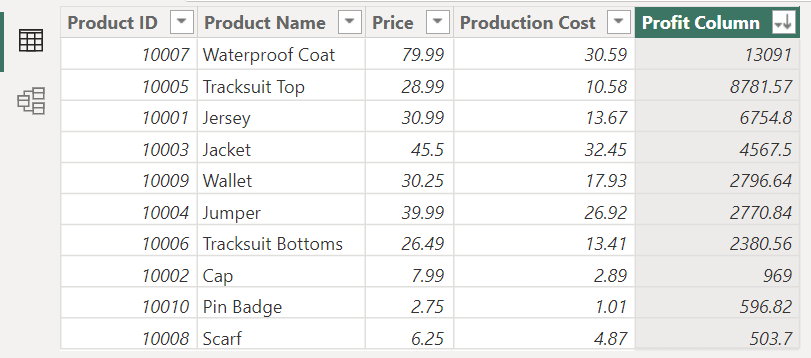 Product ID Product Name Price Production Cost Profit Column
10007 Waterproof Coat 79.99 30.59 13091
10005 Tracksuit Top 28.99 10.58 8781.57
10001 Jersey 30.99 13.67 6754.8
10003 Jacket 45.5 32.45 4567.5
10009 Wallet 30.25 17.93 2796.64
10004 Jumper 39.99 26.92 2770.84
10006 Tracksuit Bottoms 26.49 13.41 2380.56
10002 Cap 7.99 2.89 969
10010 Pin Badge 2.75 1.01 596.82
10008 Scarf 6.25 4.87 503.7